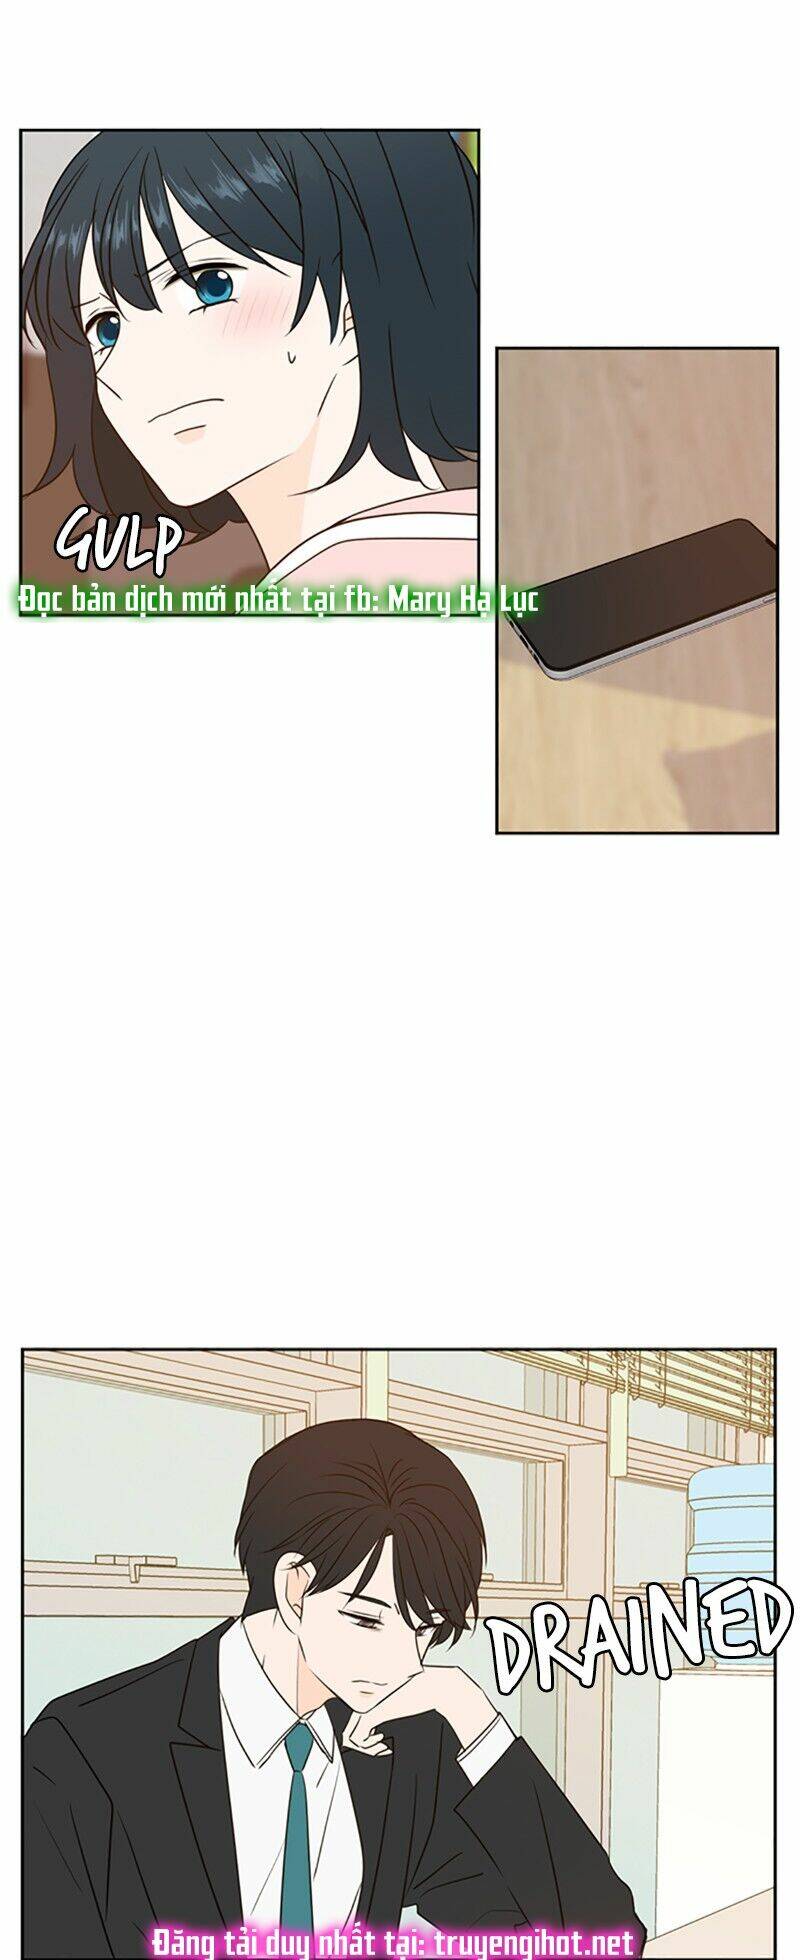 GULP
Đọc bản dịch mới nhất tại fb: Mary Hạ Lục
DRAINED
Đăng tải duy nhất tại: truyengihot.net